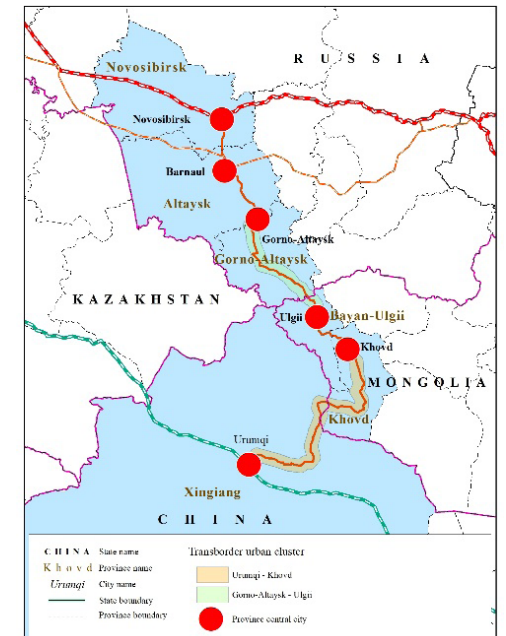 R U S S I A
Novosibirsk
Novosibirsk
Barnaul
Altaysk
Gorno-Altaysk
Gorno-Altaysk
KAZAKHSTAN
Ulgii
Bayan-Ulgii
Khovd
MONGOLIA
Khovd
Urumqi
Xingiang
C H I N A
C H I N A State name
K h o v d Province name
Urumqi City name
State boundary
Province boundary
Transborder urban cluster
Urumqi - Khovd
Gorno-Altaysk - Ulgii
Province central city